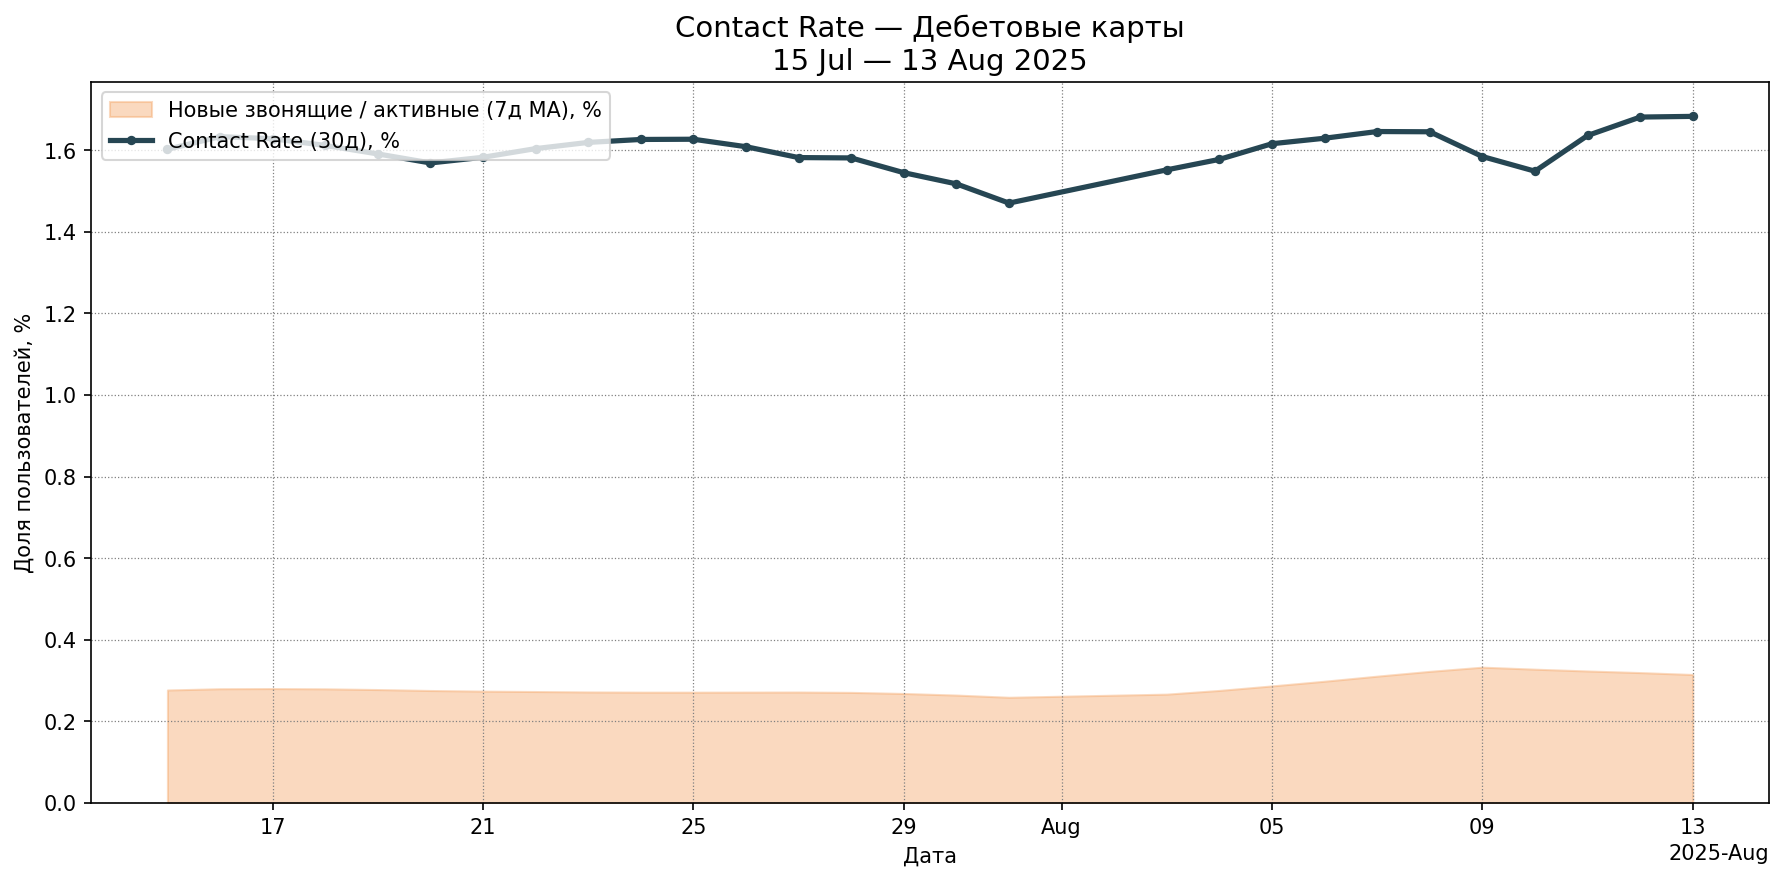 Contact Rate — Дебетовые карты
15 Jul — 13 Aug 2025
Новые звонящие / активные (7д MA), %
Contact Rate (30д), %
Доля пользователей, %
1.6
1.4
1.2
1.0
0.8
0.6
0.4
0.2
0.0
17 21 25 29 Aug 05 09 13
Дата
2025-Aug